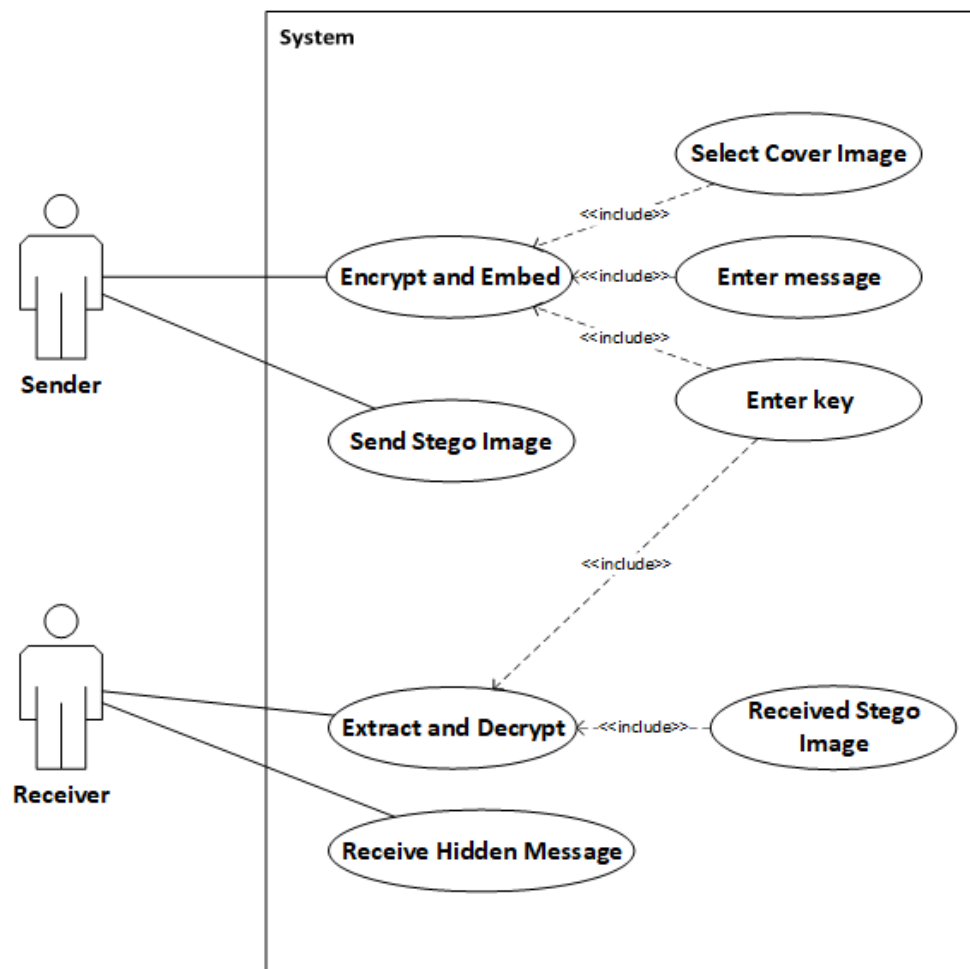 System
Select Cover Image
<<include>>
Encrypt and Embed
<<include>>
Enter message
<<include>>
Sender
Enter key
Send Stego Image
<<include>>
Received Stego
Image
Extract and Decrypt
<<include>>
Receiver
Receive Hidden Message